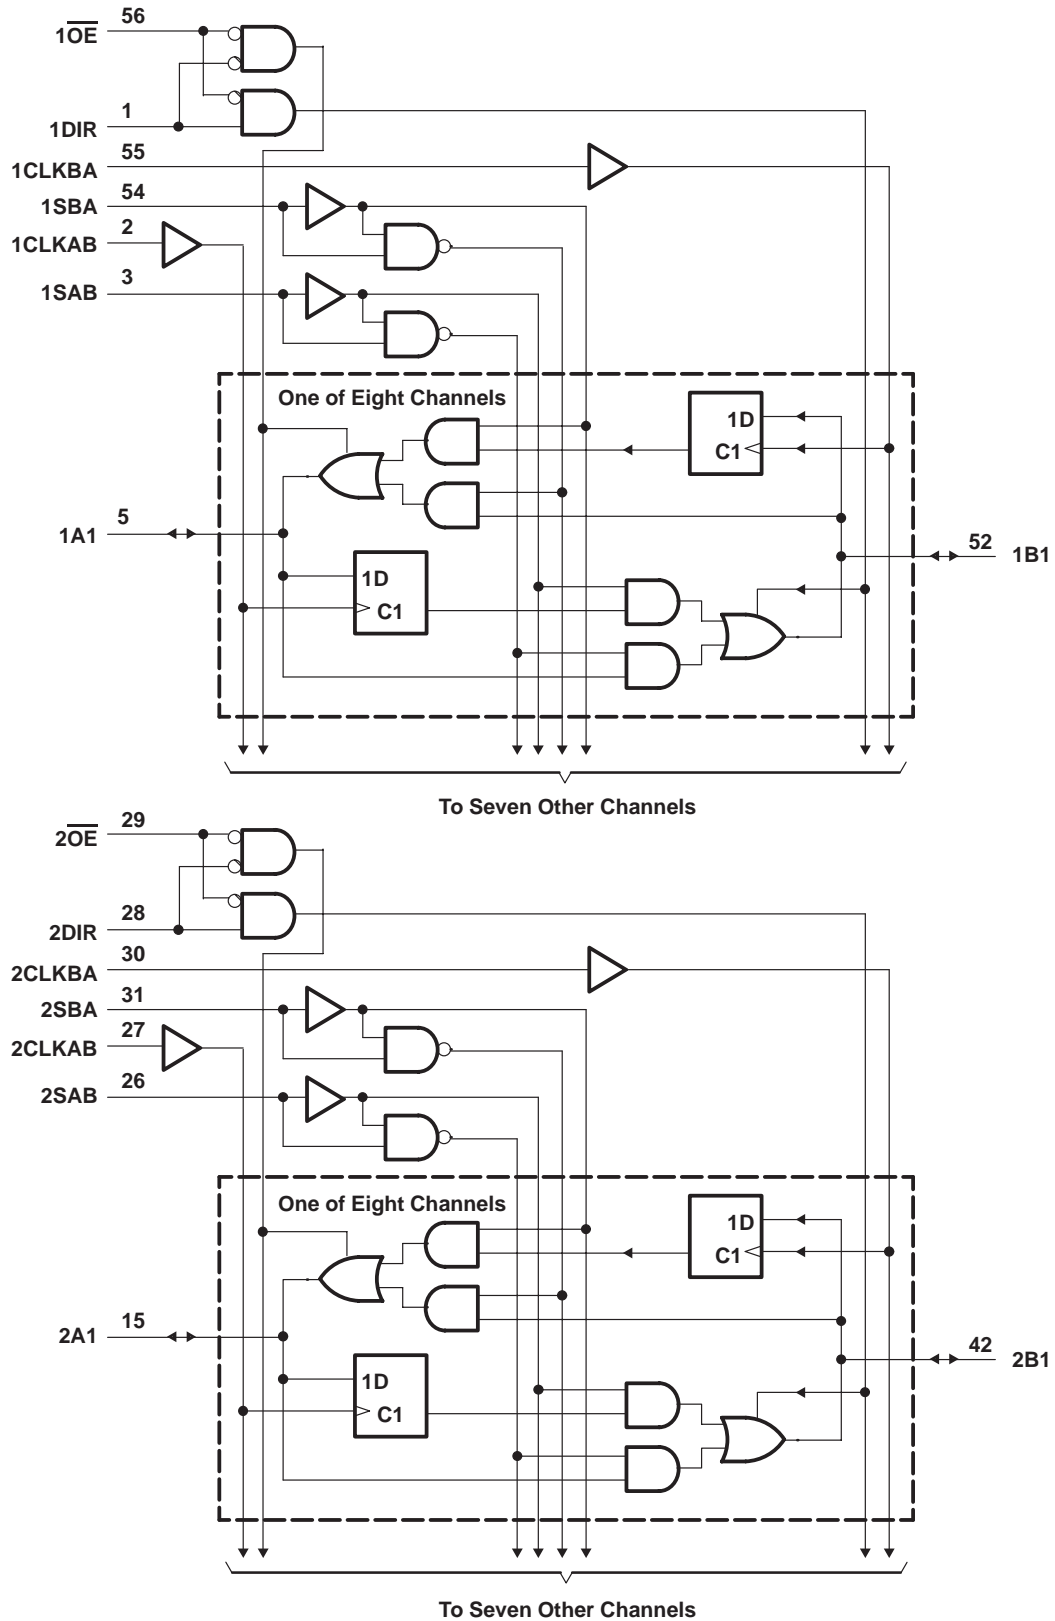 56
1O̅E̅
1
1DIR
55
1CLKBA
54
1SBA
2
1CLKAB
3
1SAB
One of Eight Channels
1D
C1
5
1A1
52
1B1
1D
C1
To Seven Other Channels
29
2O̅E̅
28
2DIR
30
2CLKBA
31
2SBA
27
2CLKAB
26
2SAB
One of Eight Channels
1D
C1
15
2A1
42
2B1
1D
C1
To Seven Other Channels